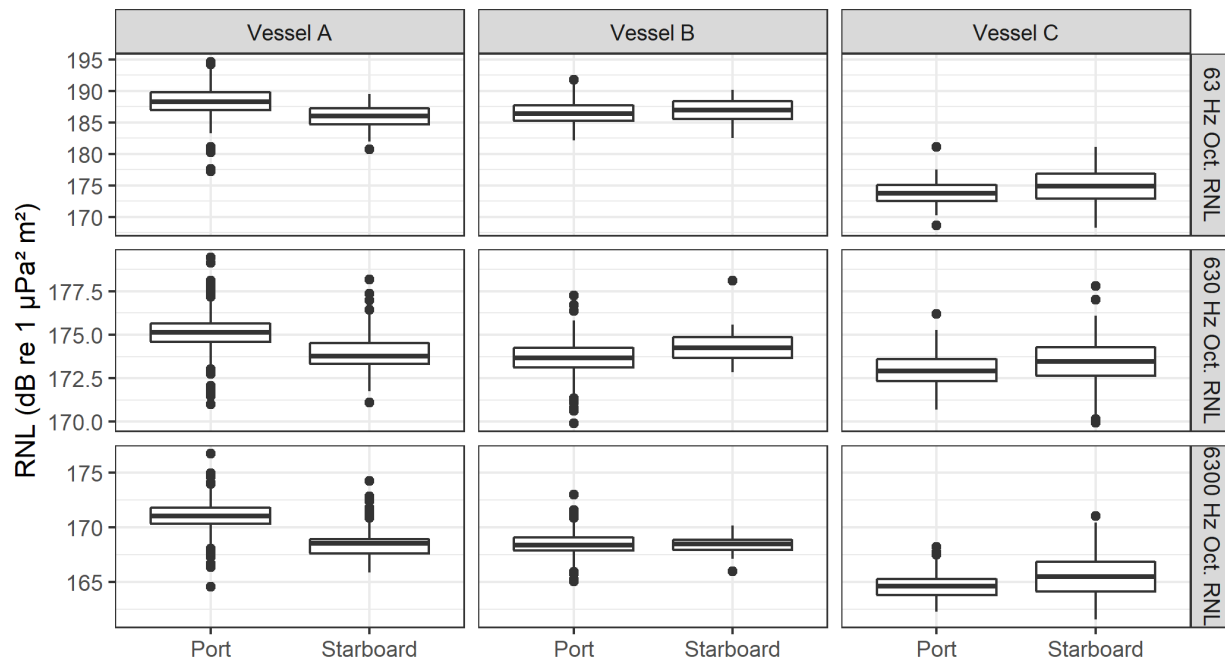 Vessel A
Vessel B
Vessel C
RNL (dB re 1 µPa² m²)
195
190
185
180
175
170
63 Hz Oct. RNL
177.5
175.0
172.5
170.0
630 Hz Oct. RNL
175
170
165
6300 Hz Oct. RNL
Port Starboard
Port Starboard
Port Starboard